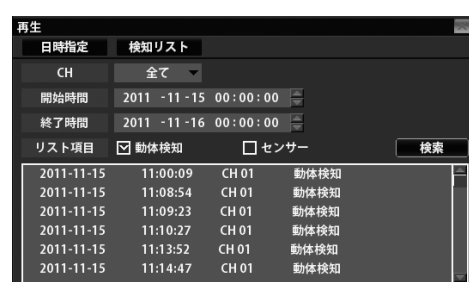 再生
日時指定 検知リスト
CH 全て
開始時間 2011 -11 -15 00:00:00
終了時間 2011 -11 -16 00:00:00
リスト項目 動体検知 センサー 検索
2011-11-15 11:00:09 CH 01 動体検知
2011-11-15 11:08:54 CH 01 動体検知
2011-11-15 11:09:23 CH 01 動体検知
2011-11-15 11:10:27 CH 01 動体検知
2011-11-15 11:13:52 CH 01 動体検知
2011-11-15 11:14:47 CH 01 動体検知